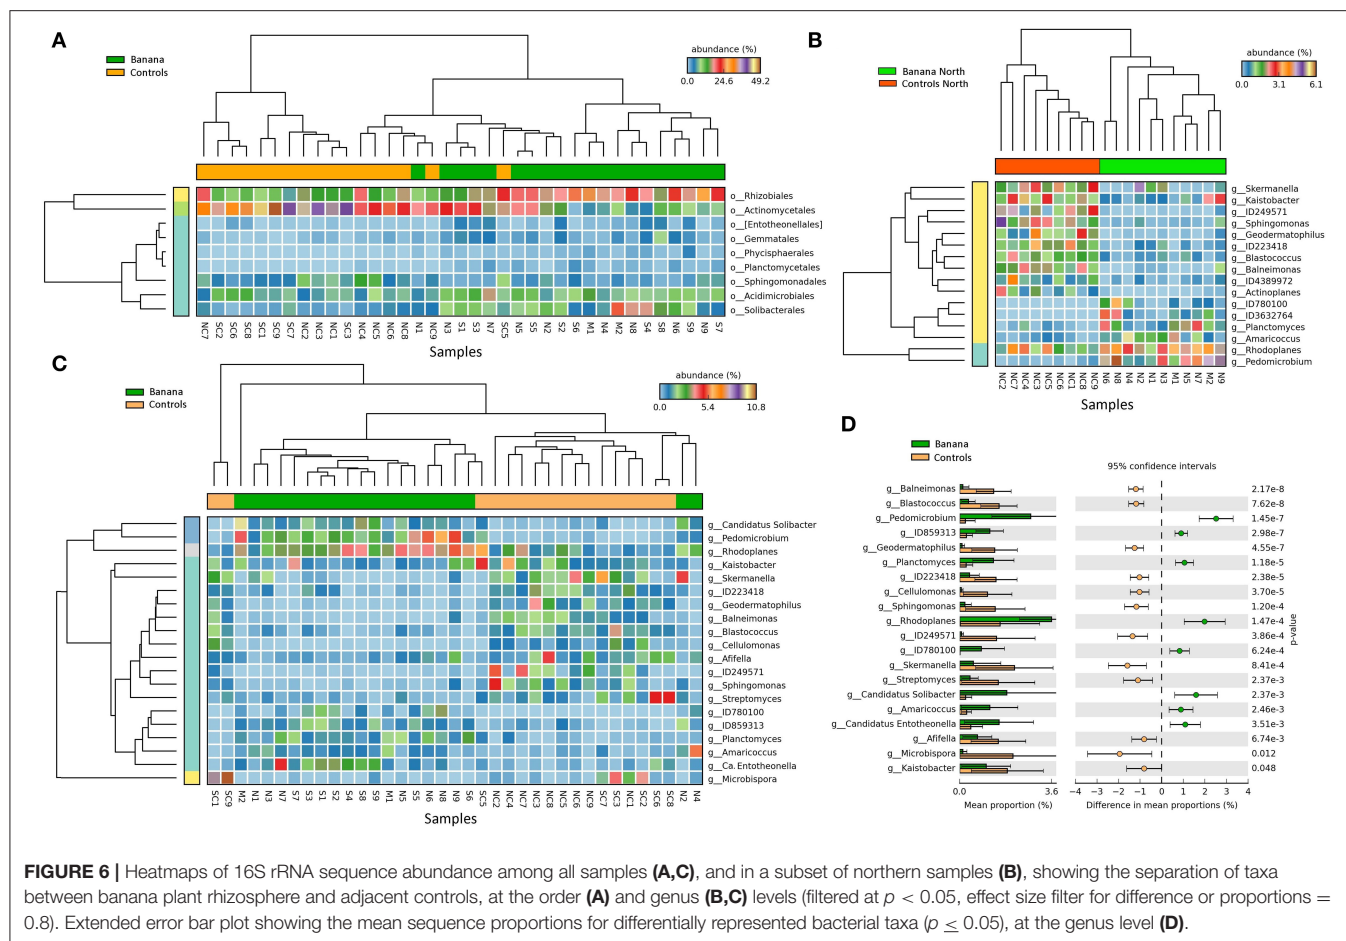 A
Banana
Controls
abundance (%)
0.0 24.6 49.2
o__Rhizobiales
o__Actinomycetales
o__[Entotheonellales]
o__Gemmatales
o__Phycisphaerales
o__Planctomycetales
o__Sphingomonadales
o__Acidimicrobiales
o__Solibacterales
NC7 SC2 SC6 SC8 SC1 SC9 SC7 NC3 NC1 SC3 NC4 NC5 NC6 NC8 N1 NC9 N3 S1 S3 N7 SC5 N5 S5 N2 S2 S6 M1 N4 M2 N8 S4 N6 S9 N9 S7
Samples
B
Banana North
Controls North
abundance (%)
0.0 3.1 6.1
g__Skermanella
g__Kaistobacter
g__ID249571
g__Sphingomonas
g__Geodermatophilus
g__ID223418
g__Blastococcus
g__Balneimonas
g__ID4389972
g__Actinoplanes
g__ID780100
g__ID3632764
g__Planctomyces
g__Amaricoccus
g__Rhodoplanes
g__Pedomicrobium
NC2 NC7 NC4 NC3 NC5 NC6 NC1 NC8 NC9 N6 N8 N4 N2 N1 N3 M1 N5 N7 M2 N9
Samples
C
Banana
Controls
abundance (%)
0.0 5.4 10.8
g__Candidatus Solibacter
g__Pedomicrobium
g__Rhodoplanes
g__Kaistobacter
g__Skermanella
g__ID223418
g__Geodermatophilus
g__Balneimonas
g__Blastococcus
g__Cellulomonas
g__Afifella
g__ID249571
g__Sphingomonas
g__Streptomyces
g__ID780100
g__ID859313
g__Planctomyces
g__Amaricoccus
g__Ca. Entotheonella
g__Microbispora
SC1 SC9 M2 N1 N3 N7 S7 S3 S1 S2 S4 S8 S9 M1 N5 S5 N6 N8 N9 S6 SC5 NC2 NC4 NC7 NC3 NC8 NC5 NC6 NC9 SC7 SC3 NC1 SC2 SC6 SC8 N2 N4
Samples
D
Banana
Controls
95% confidence intervals
g__Balneimonas 2.17e-8
g__Blastococcus 7.62e-8
g__Pedomicrobium 1.45e-7
g__ID859313 2.98e-7
g__Geodermatophilus 4.55e-7
g__Planctomyces 1.18e-5
g__ID223418 2.38e-5
g__Cellulomonas 3.70e-5
g__Sphingomonas 1.20e-4
g__Rhodoplanes 1.47e-4
g__ID249571 3.86e-4
g__ID780100 6.24e-4
g__Skermanella 8.41e-4
g__Streptomyces 2.37e-3
g__Candidatus Solibacter 2.37e-3
g__Amaricoccus 2.46e-3
g__Candidatus Entotheonella 3.51e-3
g__Afifella 6.74e-3
g__Microbispora 0.012
g__Kaistobacter 0.048
p-value
0.0 3.6 −4 −3 −2 −1 0 1 2 3 4
Mean proportion (%) Difference in mean proportions (%)
FIGURE 6 | Heatmaps of 16S rRNA sequence abundance among all samples (A,C), and in a subset of northern samples (B), showing the separation of taxa
between banana plant rhizosphere and adjacent controls, at the order (A) and genus (B,C) levels (filtered at p < 0.05, effect size filter for difference or proportions =
0.8). Extended error bar plot showing the mean sequence proportions for differentially represented bacterial taxa (p ≤ 0.05), at the genus level (D).